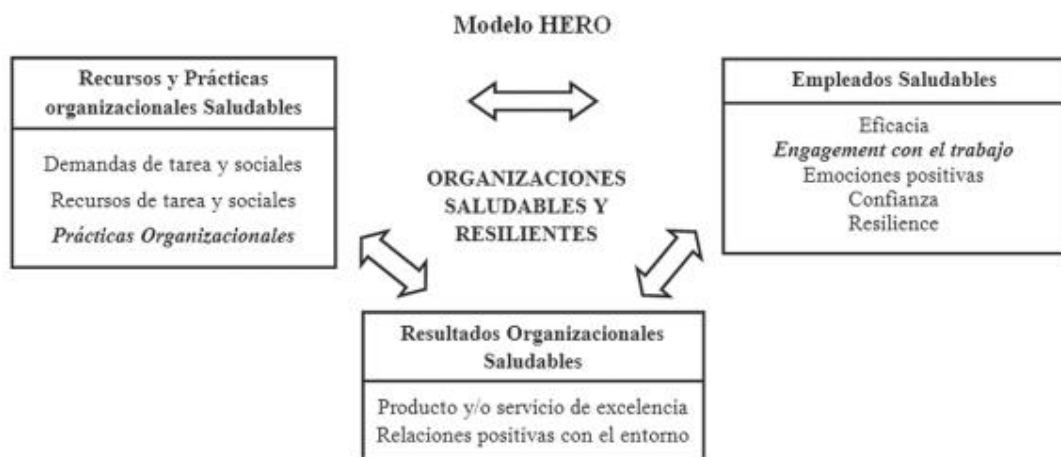 Modelo HERO
Recursos y Prácticas
organizacionales Saludables
Demandas de tarea y sociales
Recursos de tarea y sociales
Prácticas Organizacionales
ORGANIZACIONES
SALUDABLES Y
RESILIENTES
Empleados Saludables
Eficacia
Engagement con el trabajo
Emociones positivas
Confianza
Resilience
Resultados Organizacionales
Saludables
Producto y/o servicio de excelencia
Relaciones positivas con el entorno